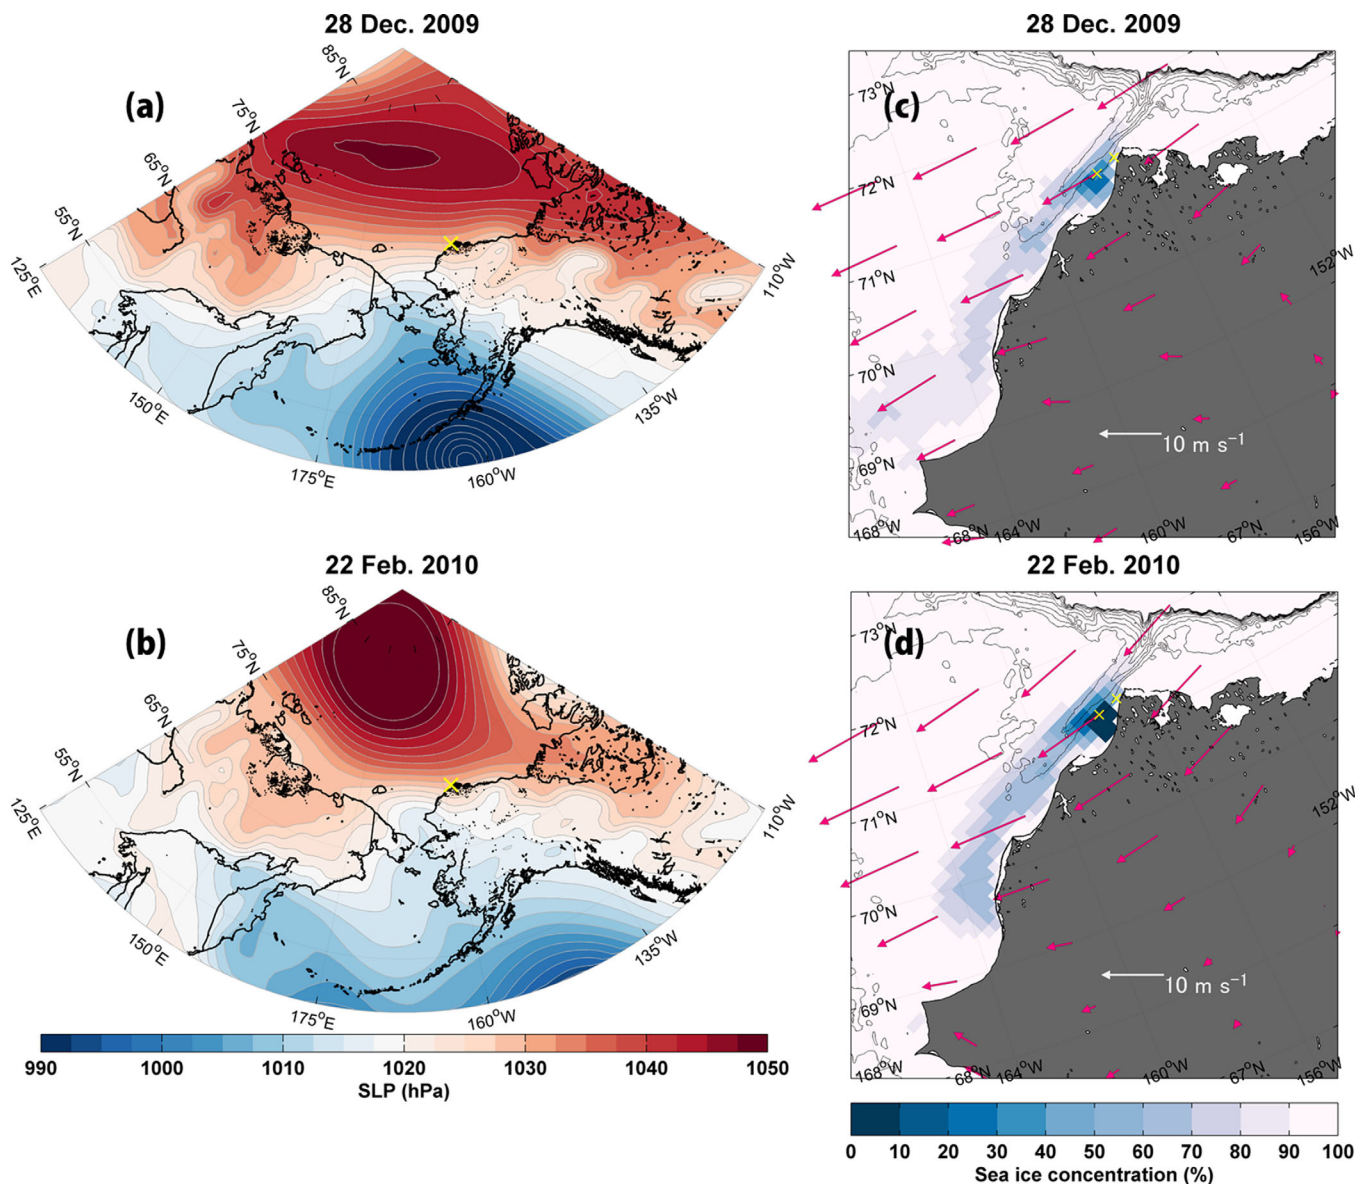 28 Dec. 2009
(a)
85°N
75°N
65°N
55°N
125°E
150°E
175°E
160°W
135°W
110°W
28 Dec. 2009
(c)
73°N
72°N
71°N
70°N
69°N
168°W
68°N
164°W
160°W
67°N
156°W
152°W
10 m s⁻¹
22 Feb. 2010
(b)
85°N
75°N
65°N
55°N
125°E
150°E
175°E
160°W
135°W
110°W
990 1000 1010 1020 1030 1040 1050
SLP (hPa)
22 Feb. 2010
(d)
73°N
72°N
71°N
70°N
69°N
168°W
68°N
164°W
160°W
67°N
156°W
152°W
10 m s⁻¹
0 10 20 30 40 50 60 70 80 90 100
Sea ice concentration (%)